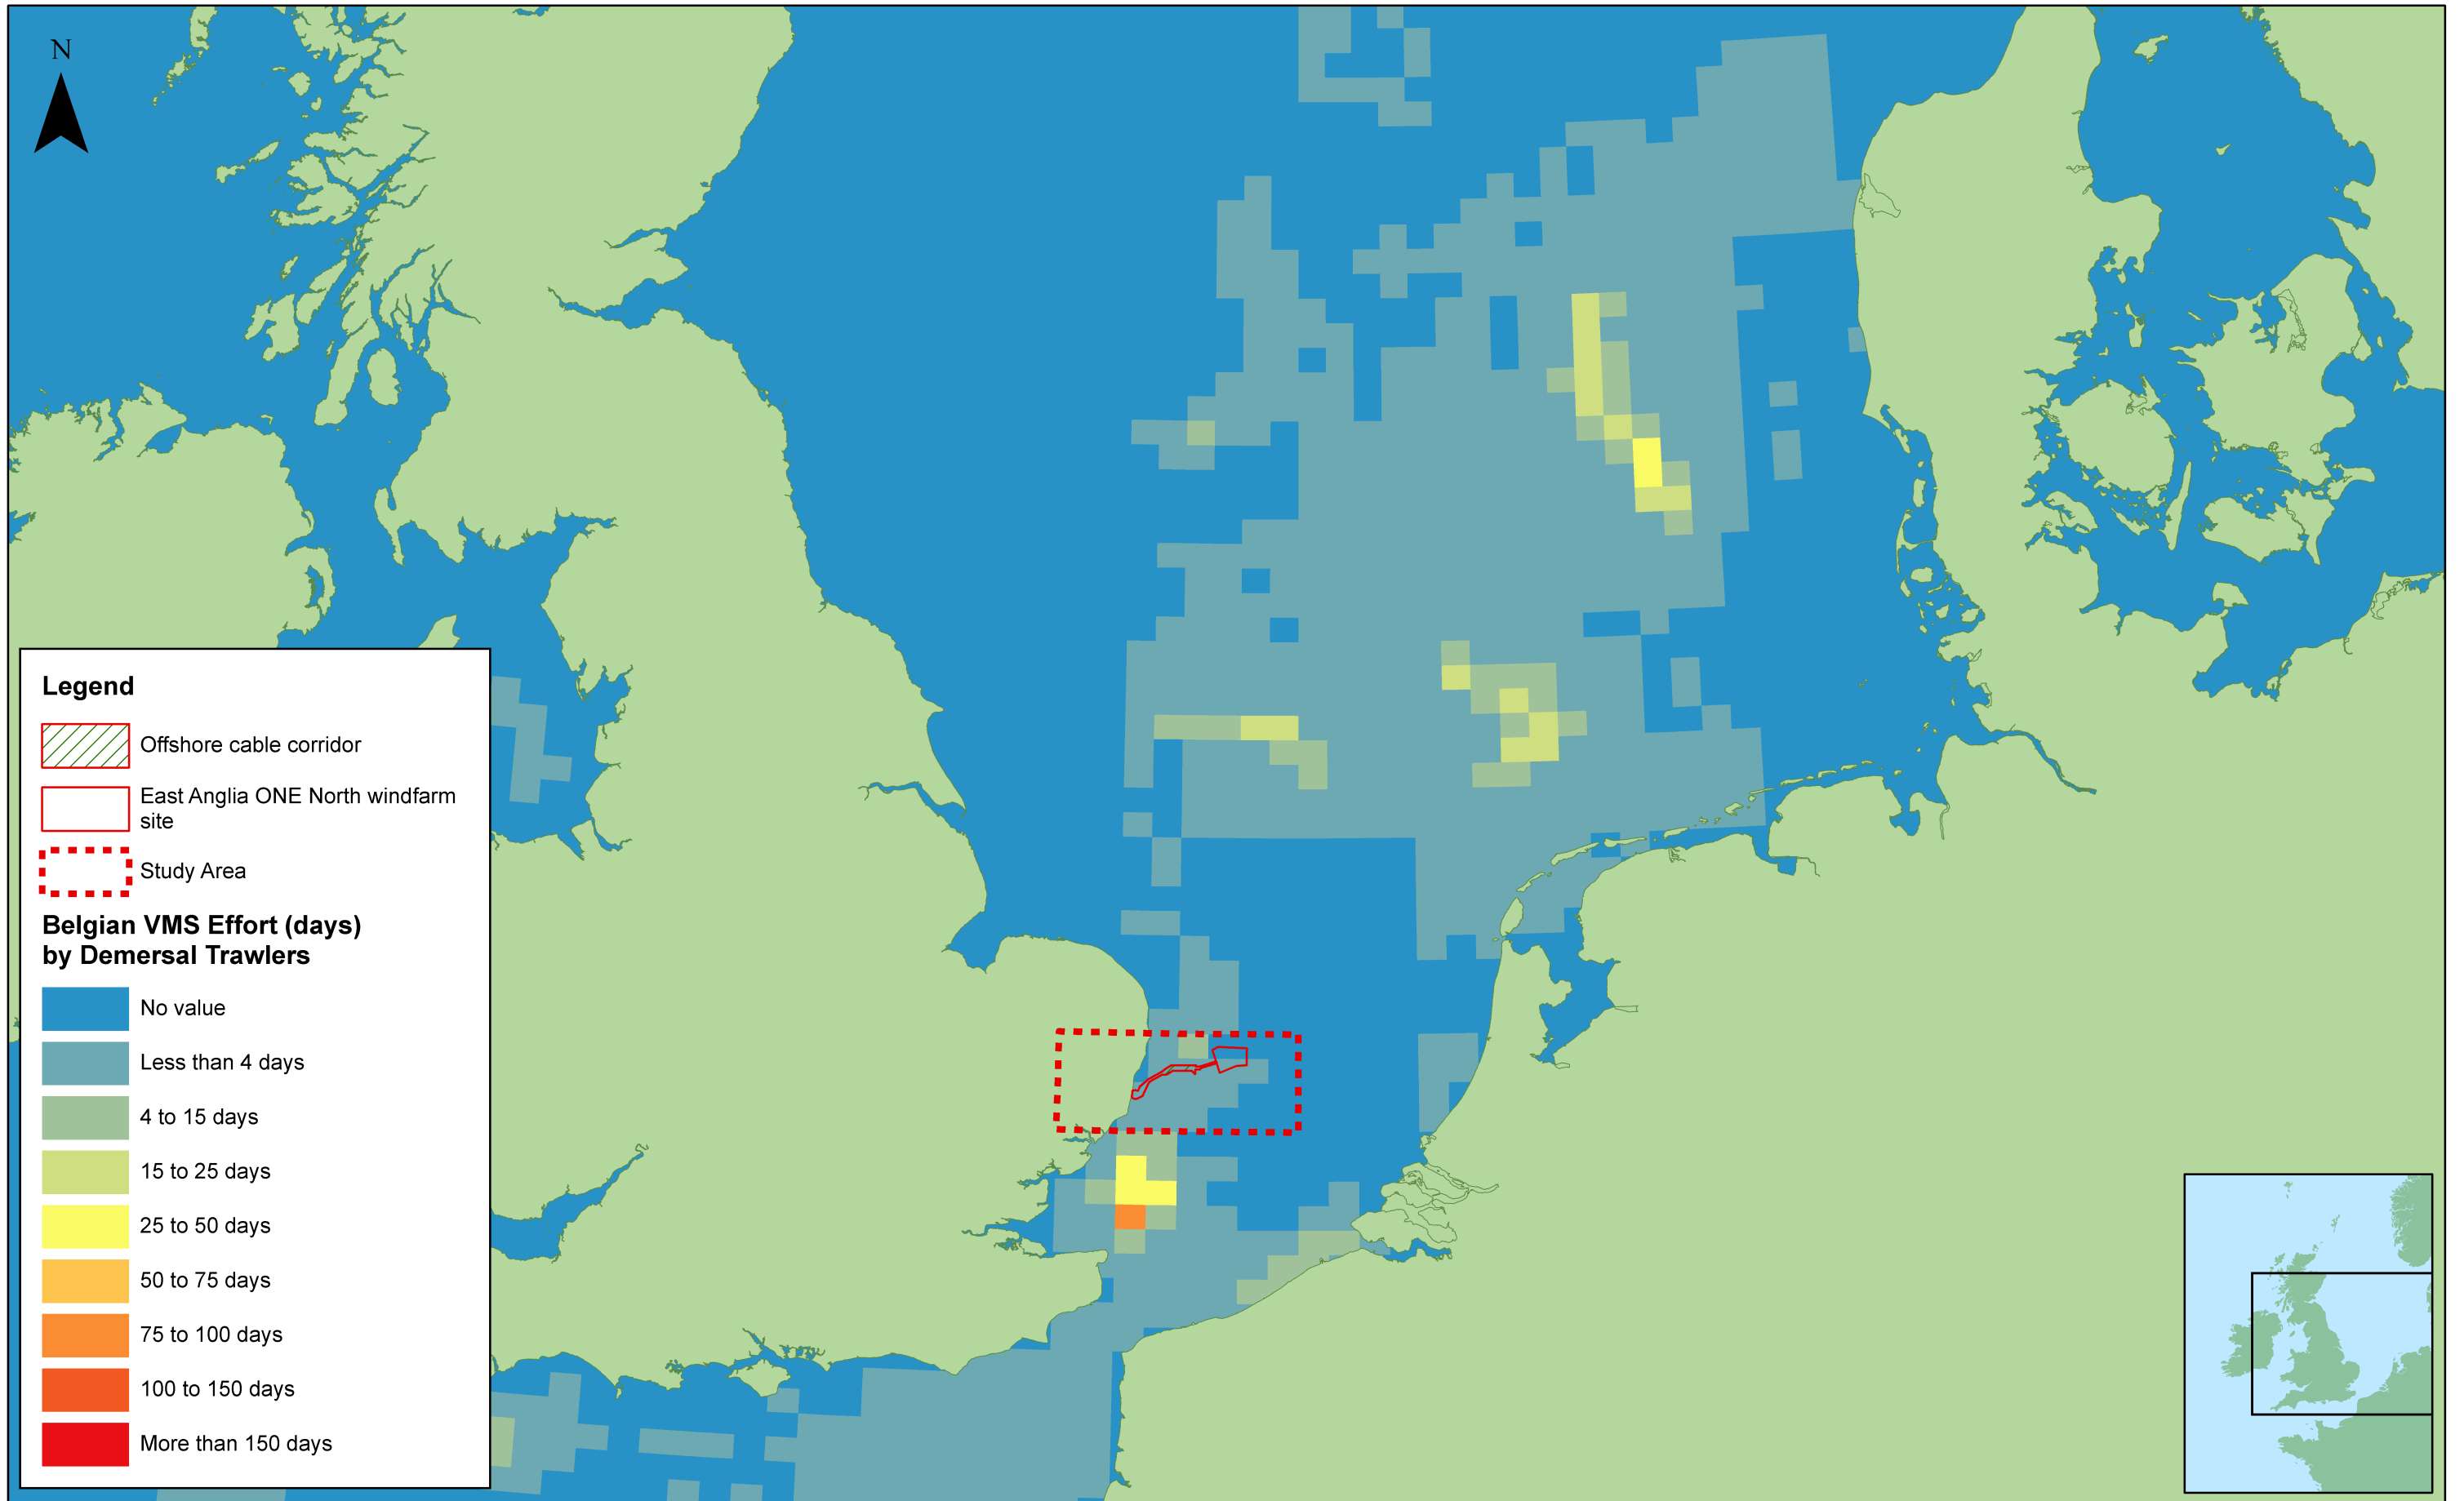 N
Legend
Offshore cable corridor
East Anglia ONE North windfarm
site
Study Area
Belgian VMS Effort (days)
by Demersal Trawlers
No value
Less than 4 days
4 to 15 days
15 to 25 days
25 to 50 days
50 to 75 days
75 to 100 days
100 to 150 days
More than 150 days